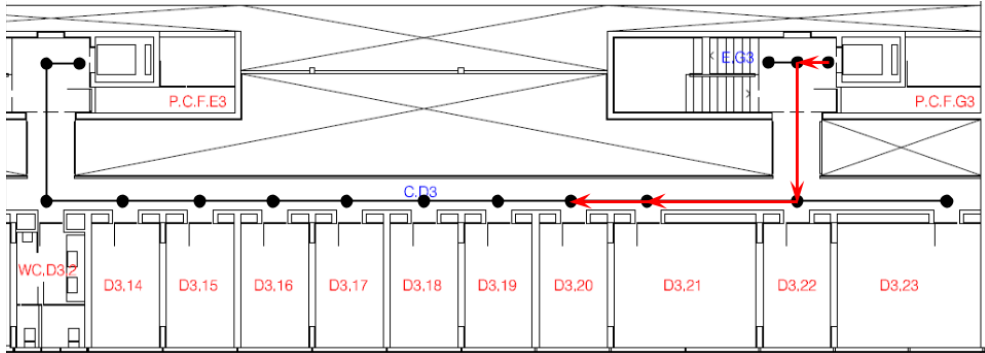 E.G3
P.C.F.E3
P.C.F.G3
C.D3
WC.D3.2
D3.14
D3.15
D3.16
D3.17
D3.18
D3.19
D3.20
D3.21
D3.22
D3.23